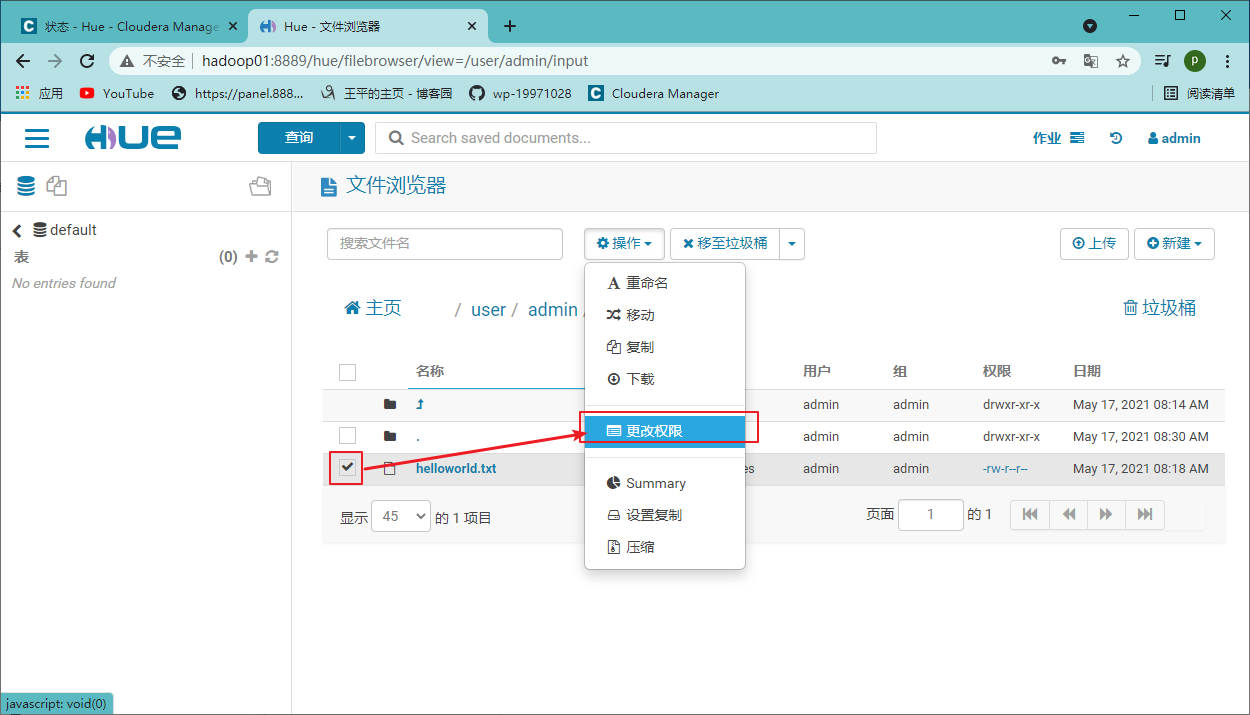 状态 - Hue - Cloudera Manage
Hue - 文件浏览器
不安全
hadoop01:8889/hue/filebrowser/view=/user/admin/input
P
应用
YouTube
https://panel.888...
王平的主页 - 博客园
wp-19971028
Cloudera Manager
阅读清单
HUE
查询
Search saved documents...
作业
admin
文件浏览器
default
表
(0)
No entries found
搜索文件名
操作
移至垃圾桶
上传
新建
主页
/ user / admin /
垃圾桶
重命名
移动
复制
下载
更改权限
Summary
设置复制
压缩
名称 用户 组 权限 日期
admin admin drwxr-xr-x May 17, 2021 08:14 AM
. admin admin drwxr-xr-x May 17, 2021 08:30 AM
helloworld.txt es admin admin -rw-r--r-- May 17, 2021 08:18 AM
显示 45 的 1 项目
页面 1 的 1
javascript: void(0)